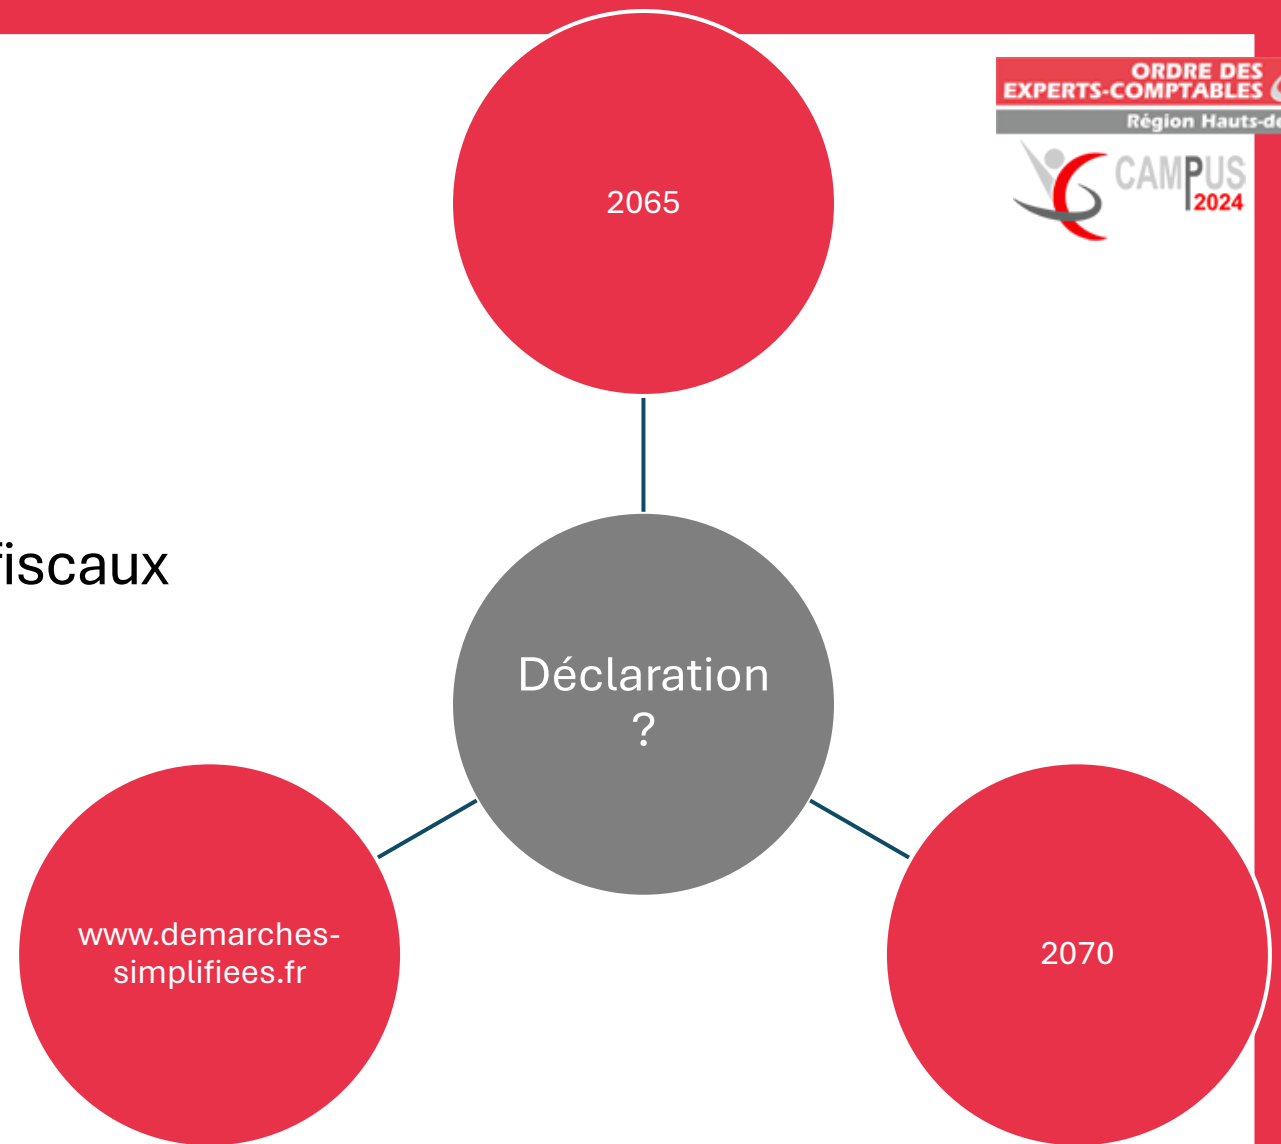 2065
ORDRE DES
EXPERTS-COMPTABLES
Région Hauts-de
CAMPUS
2024
fiscaux
Déclaration
?
www.demarches-
simplifiees.fr
2070